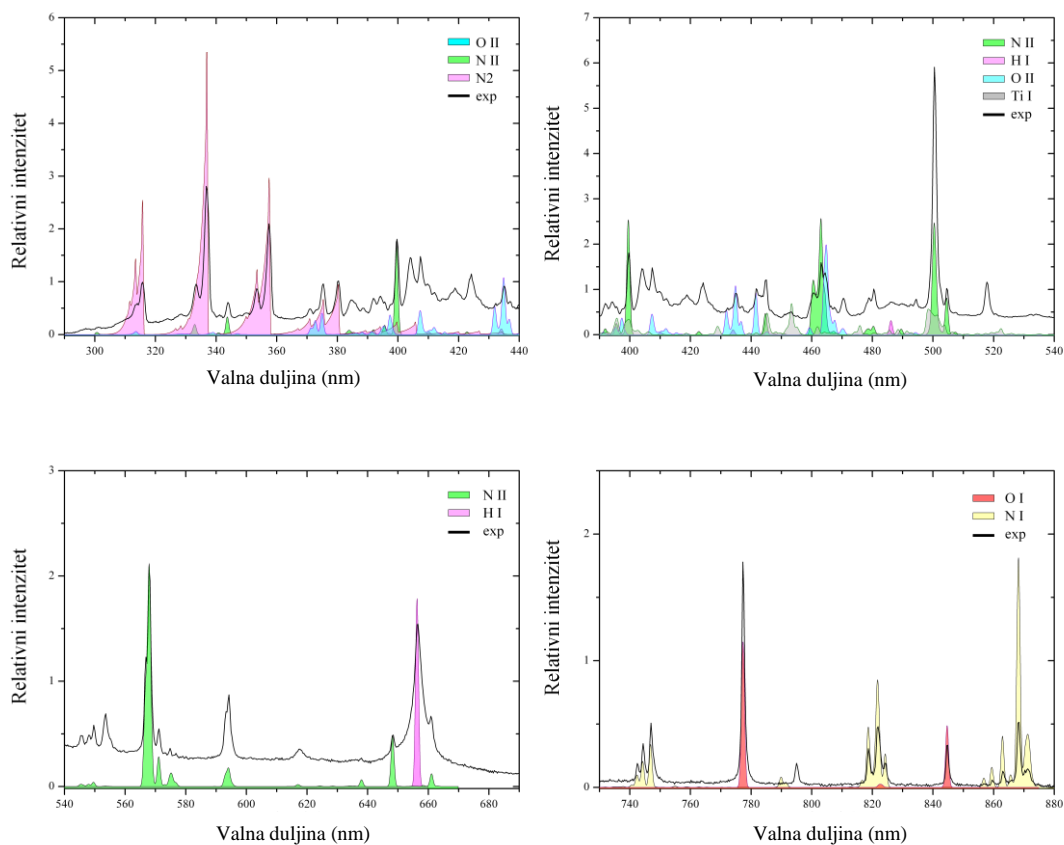 6
5
4
3
2
1
0
Relativni intenzitet
O II
N II
N2
exp
300 320 340 360 380 400 420 440
Valna duljina (nm)
7
6
5
4
3
2
1
0
Relativni intenzitet
N II
H I
O II
Ti I
exp
400 420 440 460 480 500 520 540
Valna duljina (nm)
3
2
1
0
Relativni intenzitet
N II
H I
exp
540 560 580 600 620 640 660 680
Valna duljina (nm)
2
1
0
Relativni intenzitet
O I
N I
exp
740 760 780 800 820 840 860 880
Valna duljina (nm)